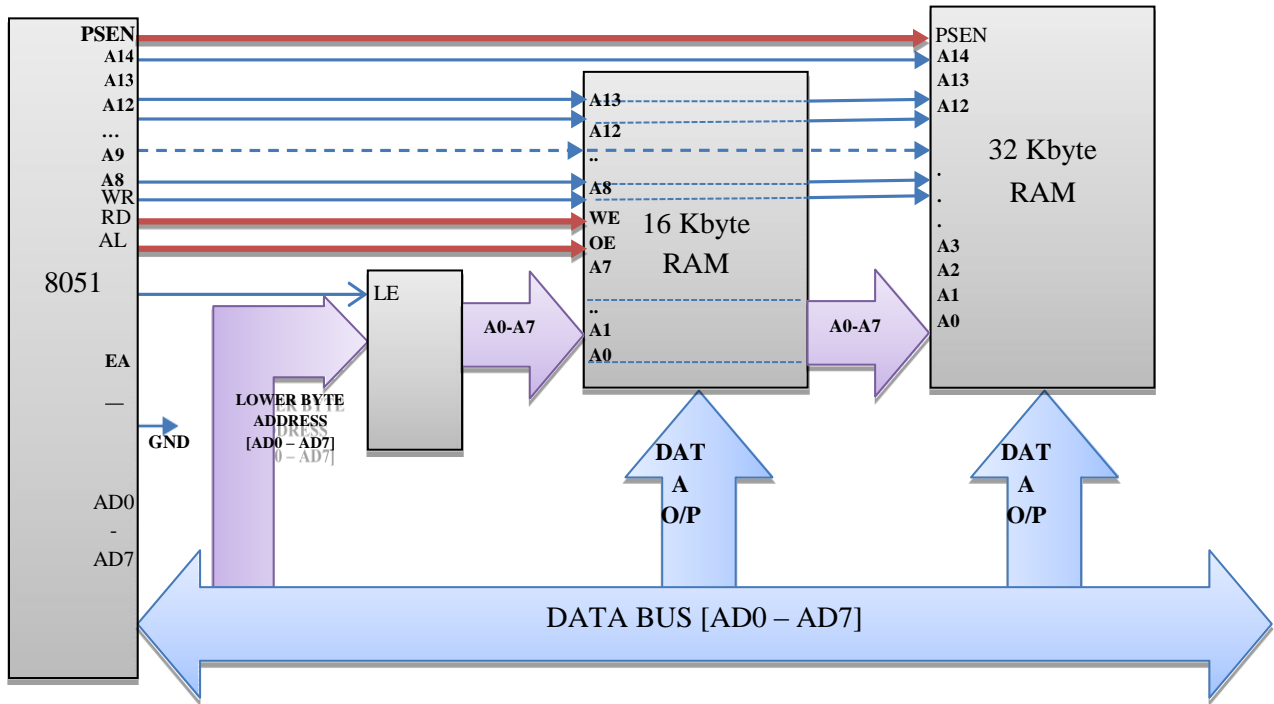 PSEN
A14
A13
A12
...
A9
A8
WR
RD
AL
8051
EA
—
GND
AD0
-
AD7
LOWER BYTE
ADDRESS
[AD0 – AD7]
LE
A0-A7
A13
A12
..
A8
WE
OE
A7
..
A1
A0
16 Kbyte
RAM
A0-A7
PSEN
A14
A13
A12
.
.
.
A3
A2
A1
A0
32 Kbyte
RAM
DAT
A
O/P
DAT
A
O/P
DATA BUS [AD0 – AD7]